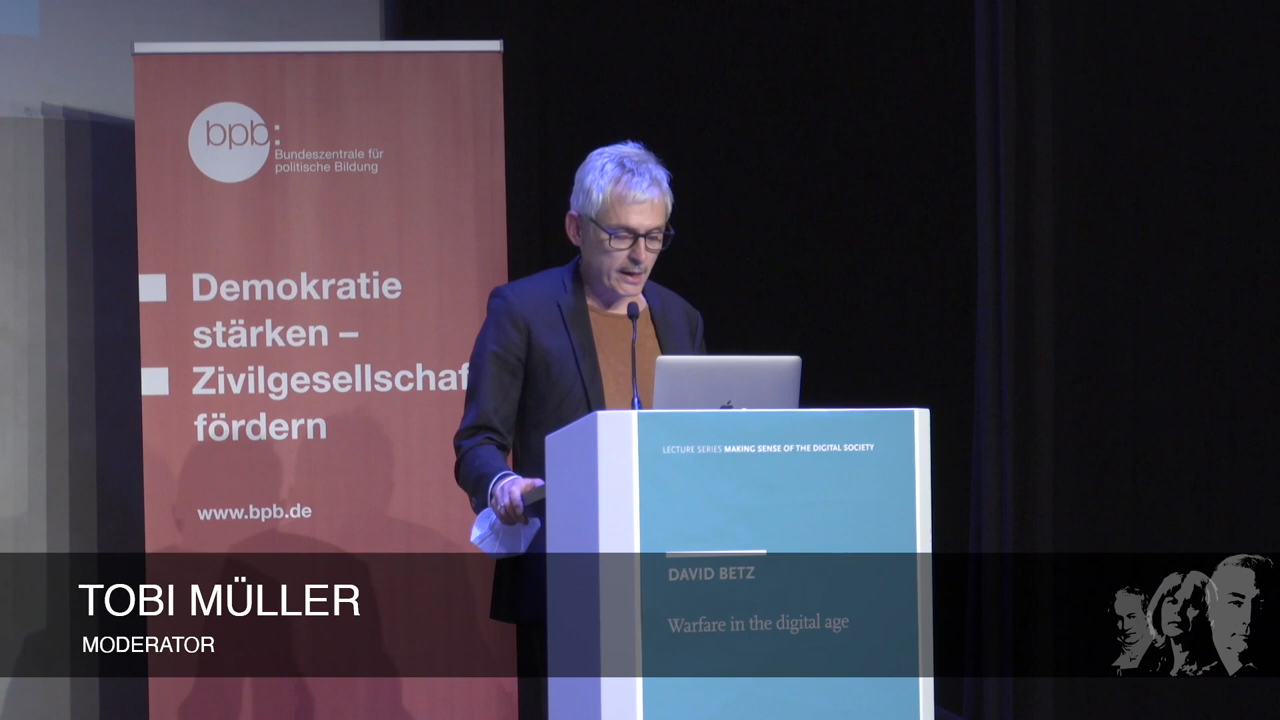 bpb:
Bundeszentrale für
politische Bildung
Demokratie
stärken –
Zivilgesellschaf
fördern
www.bpb.de
LECTURE SERIES MAKING SENSE OF THE DIGITAL SOCIETY
DAVID BETZ
Warfare in the digital age
TOBI MÜLLER
MODERATOR